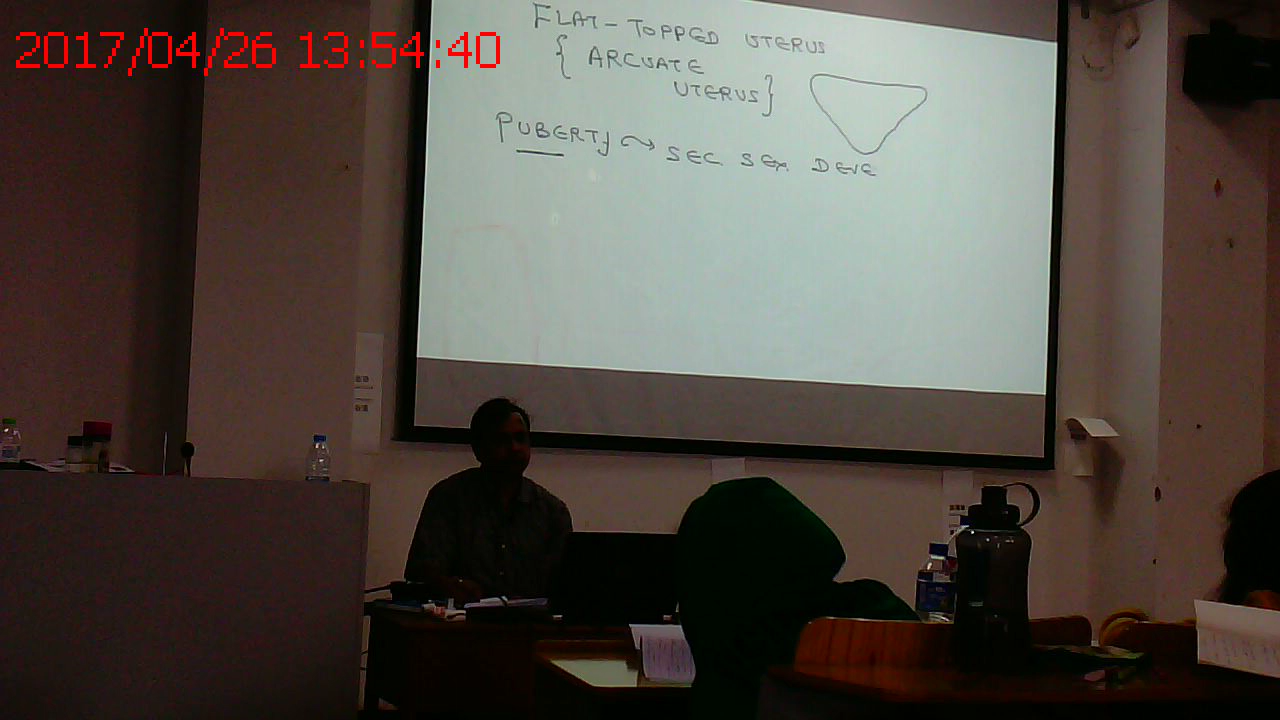 2017/04/26 13:54:40
FLAT-TOPPED UTERUS
{ ARCUATE
UTERUS}
PUBERTY ~> SEC. SEX. DEVE